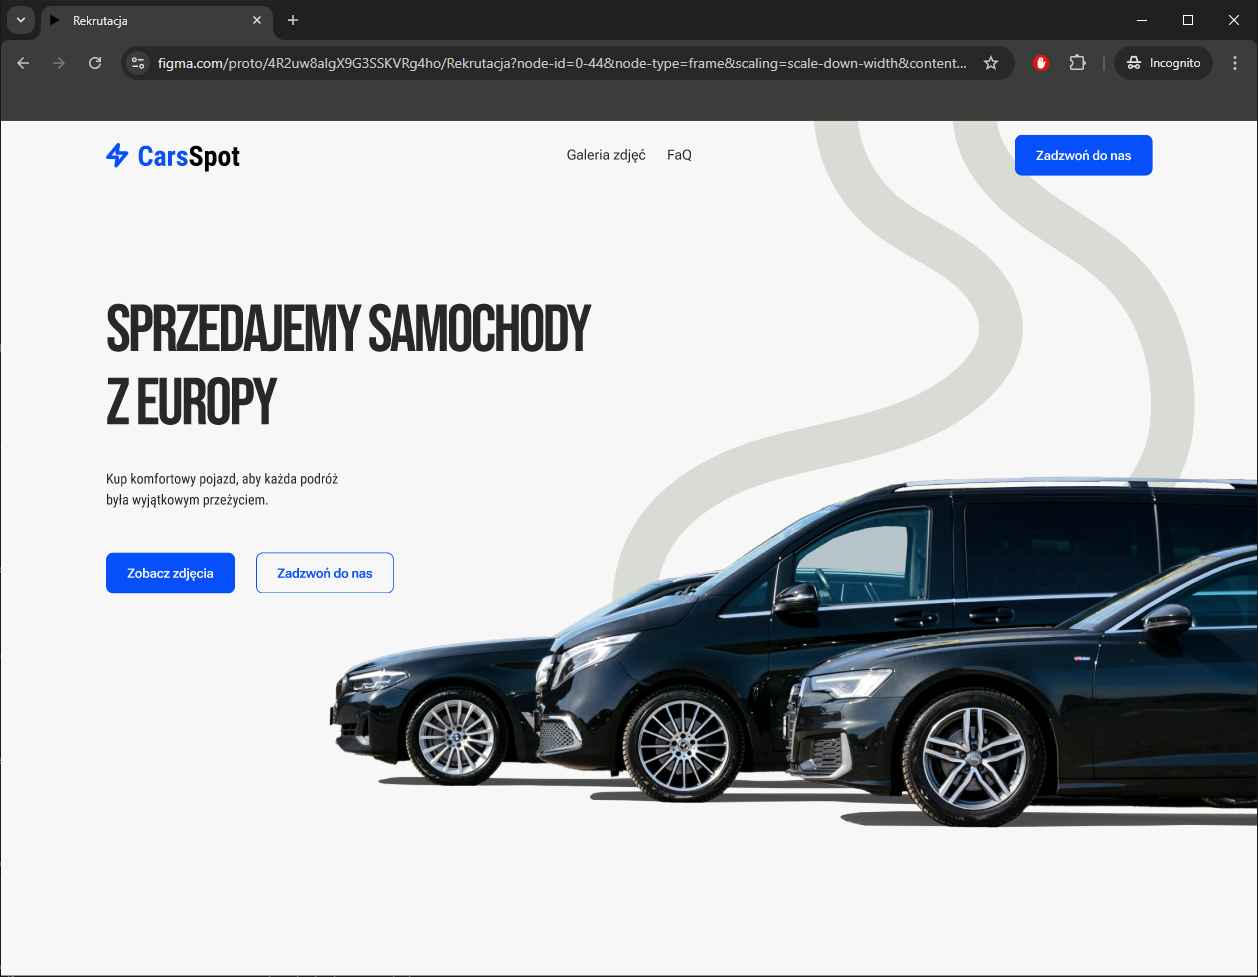 Rekrutacja
figma.com/proto/4R2uw8algX9G3SSKVRg4ho/Rekrutacja?node-id=0-44&node-type=frame&scaling=scale-down-width&content...
Incognito
CarsSpot
Galeria zdjęć
FaQ
Zadzwoń do nas
SPRZEDAJEMY SAMOCHODY
Z EUROPY
Kup komfortowy pojazd, aby każda podróż
była wyjątkowym przeżyciem.
Zobacz zdjęcia
Zadzwoń do nas